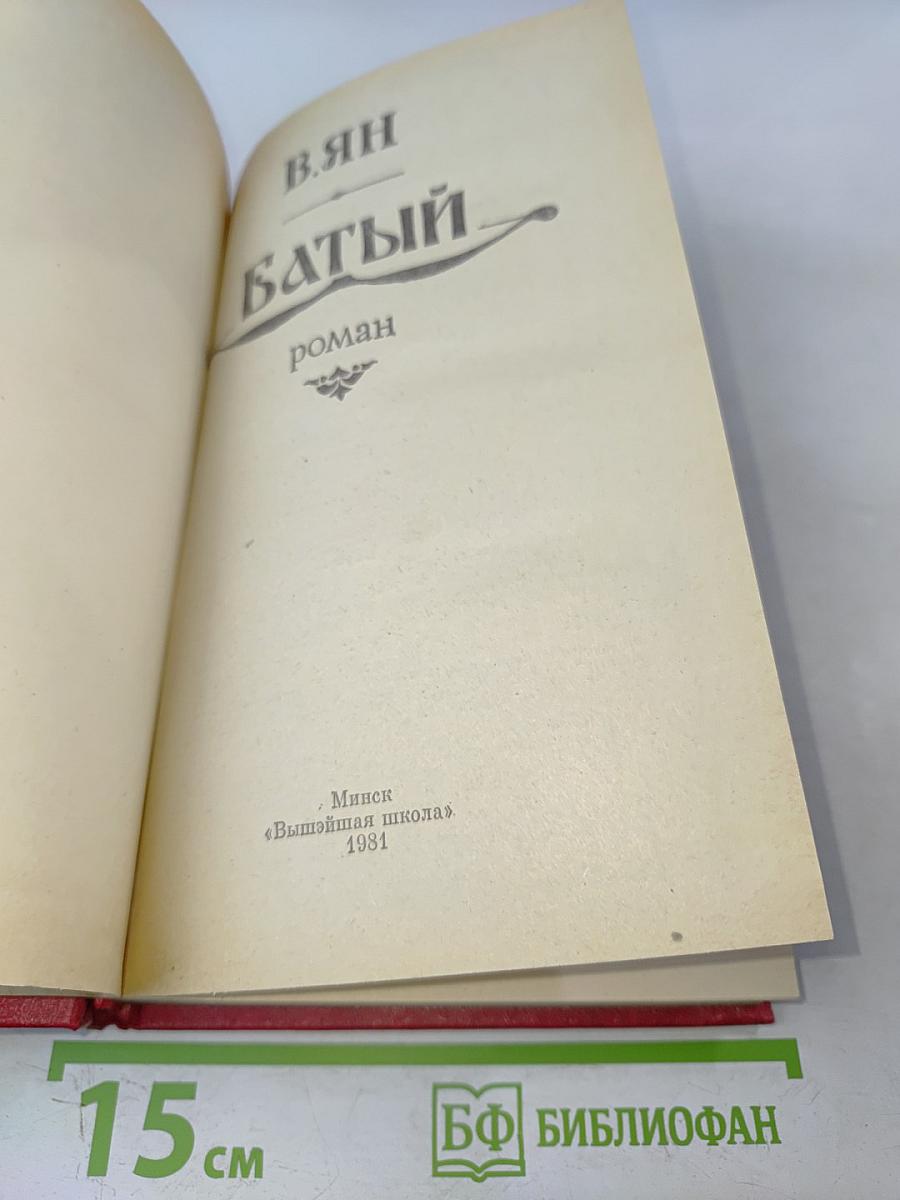 В. ЯН
БАТЫЙ
роман
Минск
«Вышэйшая школа»
1981
15 см
БФ БИБЛИОФАН